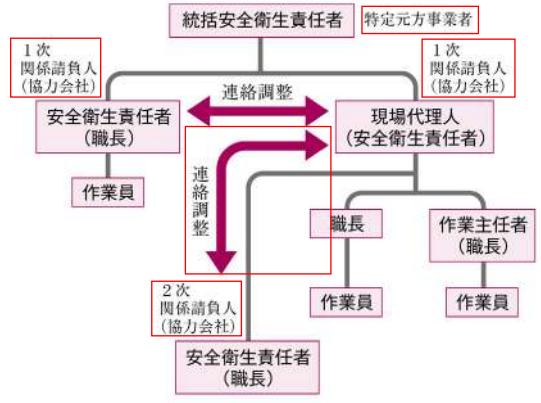 統括安全衛生責任者
特定元方事業者
１次
関係請負人
（協力会社）
１次
関係請負人
（協力会社）
連絡調整
安全衛生責任者
（職長）
現場代理人
（安全衛生責任者）
作業員
連絡調整
職長
作業主任者
（職長）
２次
関係請負人
（協力会社）
作業員
作業員
安全衛生責任者
（職長）